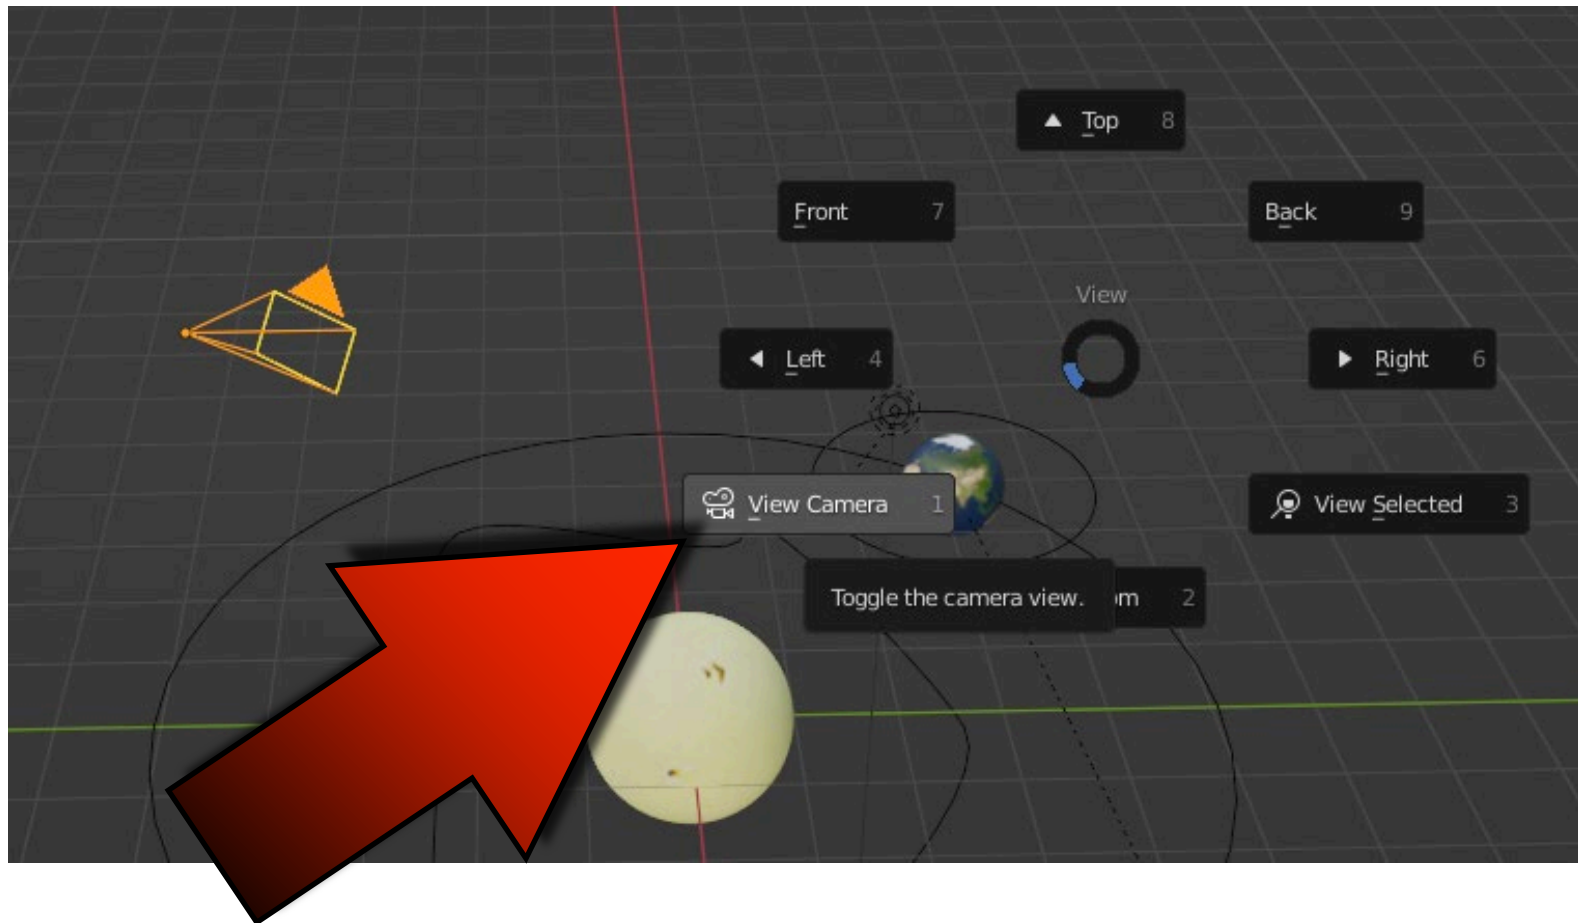 Top 8
Front 7
Back 9
View
Left 4
Right 6
View Camera 1
View Selected 3
Toggle the camera view.
m 2